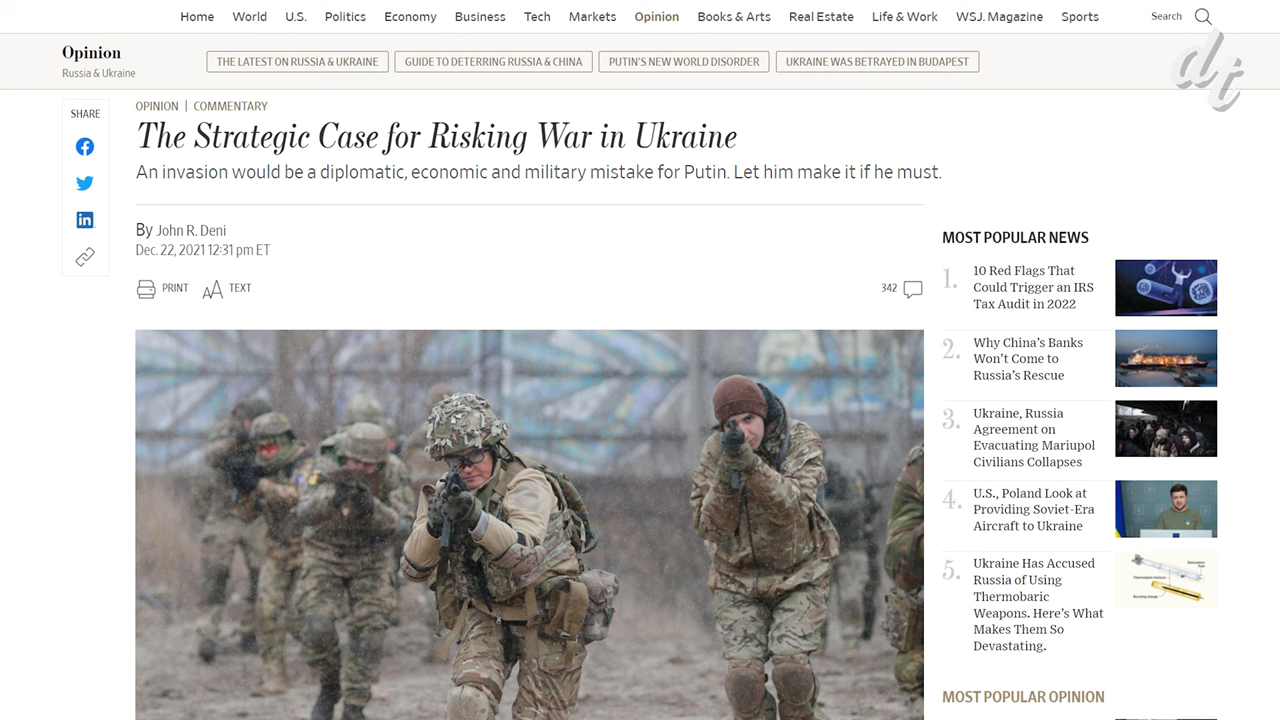 Home World U.S. Politics Economy Business Tech Markets Opinion Books & Arts Real Estate Life & Work WSJ. Magazine Sports Search
dt
Opinion
Russia & Ukraine
THE LATEST ON RUSSIA & UKRAINE GUIDE TO DETERRING RUSSIA & CHINA PUTIN'S NEW WORLD DISORDER UKRAINE WAS BETRAYED IN BUDAPEST
SHARE
OPINION | COMMENTARY
The Strategic Case for Risking War in Ukraine
An invasion would be a diplomatic, economic and military mistake for Putin. Let him make it if he must.
By John R. Deni
Dec. 22, 2021 12:31 pm ET
PRINT TEXT
342
MOST POPULAR NEWS
1. 10 Red Flags That
Could Trigger an IRS
Tax Audit in 2022
2. Why China's Banks
Won't Come to
Russia's Rescue
3. Ukraine, Russia
Agreement on
Evacuating Mariupol
Civilians Collapses
4. U.S., Poland Look at
Providing Soviet-Era
Aircraft to Ukraine
5. Ukraine Has Accused
Russia of Using
Thermobaric
Weapons. Here's What
Makes Them So
Devastating.
MOST POPULAR OPINION